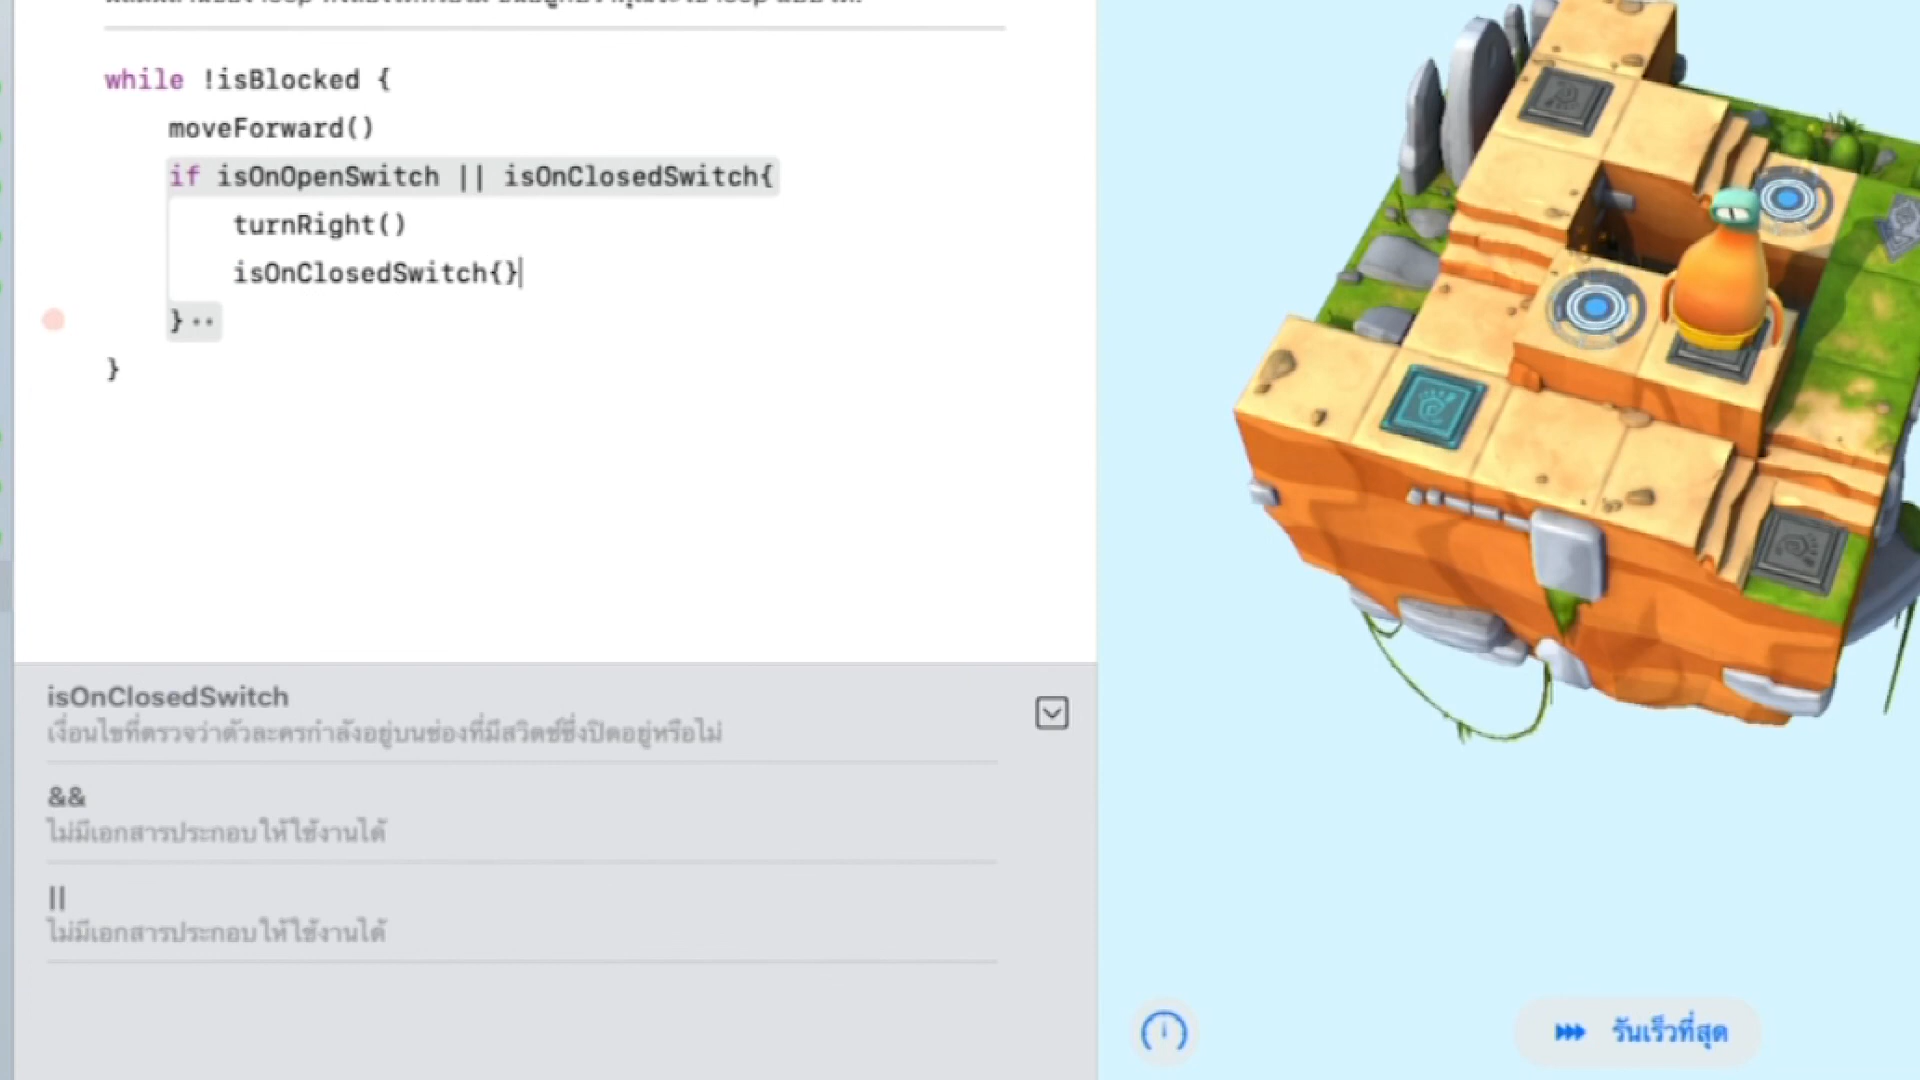 while !isBlocked {
moveForward()
if isOnOpenSwitch || isOnClosedSwitch{
turnRight()
isOnClosedSwitch{}
}
}
isOnClosedSwitch
เงื่อนไขที่ตรวจว่าตัวละครกำลังอยู่บนช่องที่มีสวิตช์ซึ่งปิดอยู่หรือไม่
&&
ไม่มีเอกสารประกอบให้ใช้งานได้
||
ไม่มีเอกสารประกอบให้ใช้งานได้
รันเร็วที่สุด